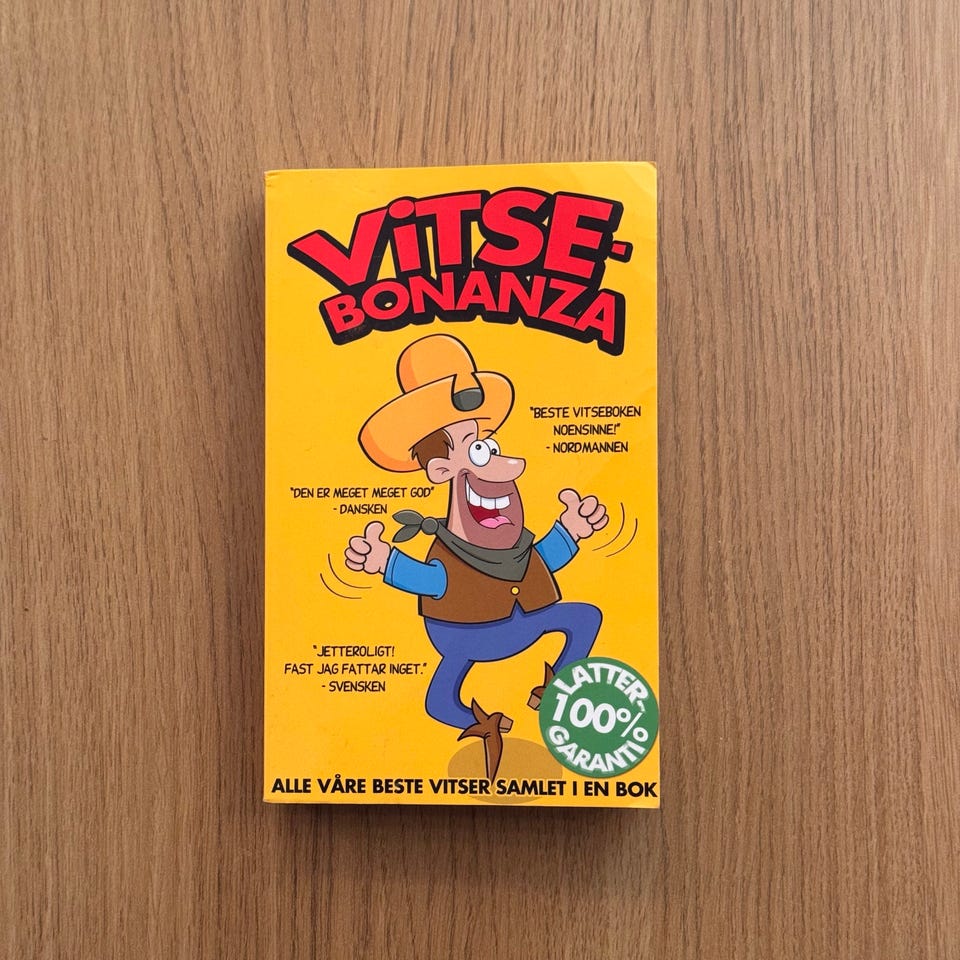 ViTSE-
BONANZA
"BESTE VITSEBOKEN
NOENSINNE!"
- NORDMANNEN
"DEN ER MEGET MEGET GOD"
- DANSKEN
"JETTEROLIGT!
FAST JAG FATTAR INGET."
- SVENSKEN
LATTER-
100%
GARANTI
ALLE VÅRE BESTE VITSER SAMLET I EN BOK